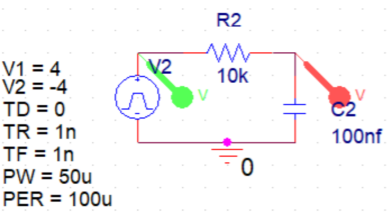 R2
V1 = 4
V2 = -4
TD = 0
TR = 1n
TF = 1n
PW = 50u
PER = 100u
V2
V
10k
V
C2
100nf
0